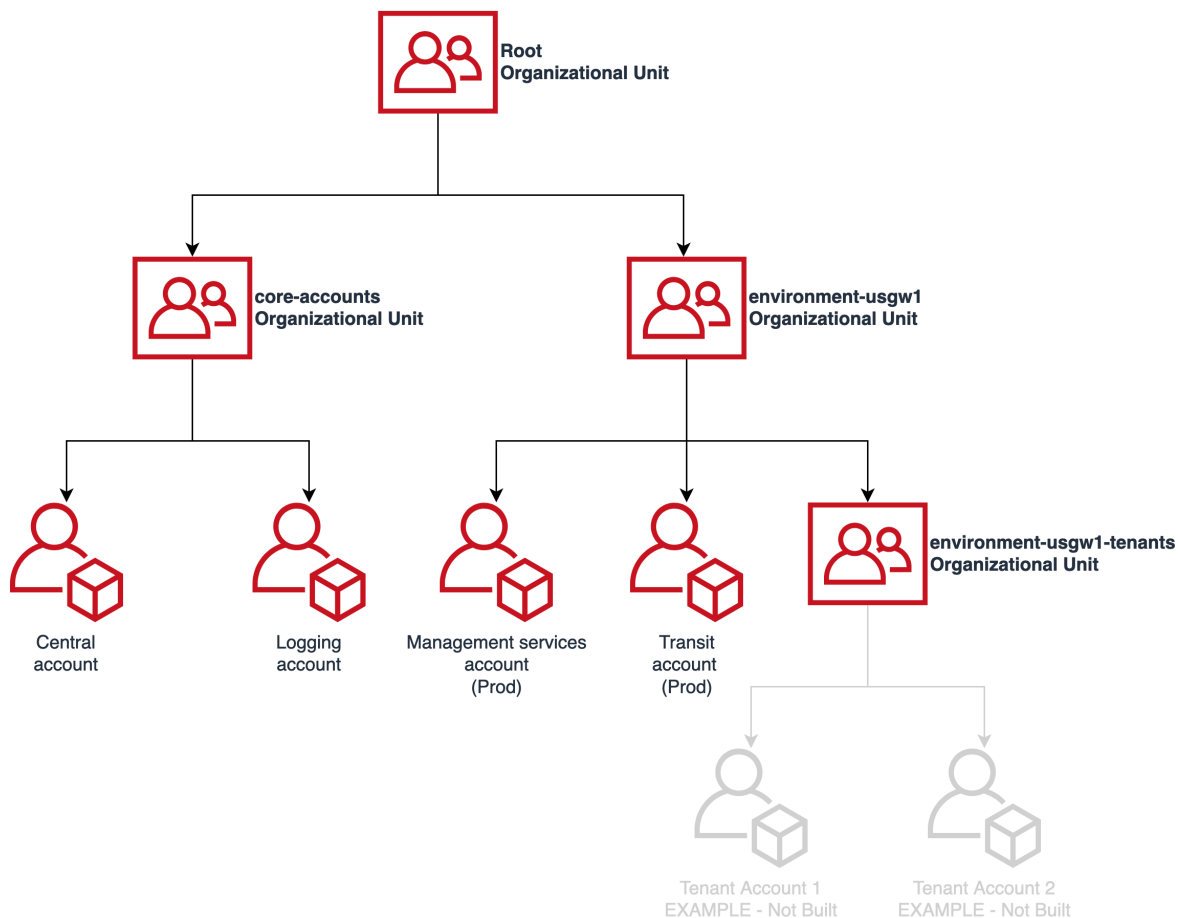 Root
Organizational Unit
core-accounts
Organizational Unit
environment-usgw1
Organizational Unit
environment-usgw1-tenants
Organizational Unit
Central
account
Logging
account
Management services
account
(Prod)
Transit
account
(Prod)
Tenant Account 1
EXAMPLE - Not Built
Tenant Account 2
EXAMPLE - Not Built